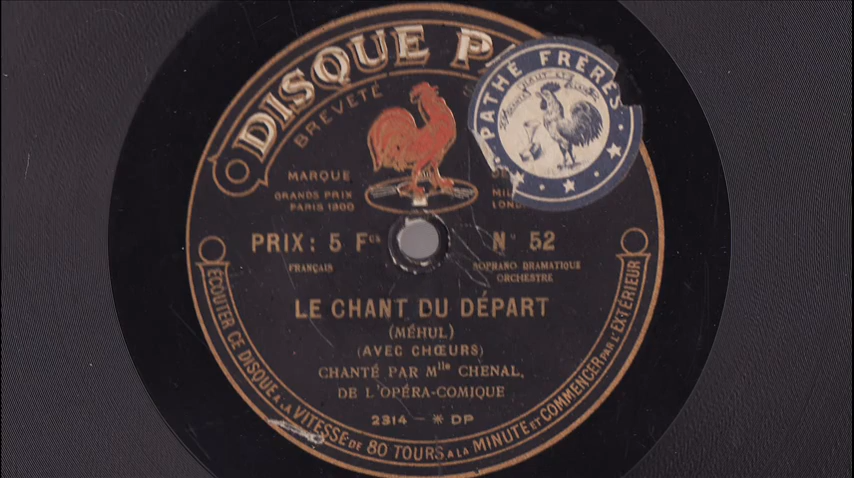 DISQUE
BREVETÉ
PATHÉ FRÈRES
MARQUE
GRANDS PRIX
PARIS 1900
PRIX: 5 Fcs
N° 52
FRANÇAIS
SOPRANO DRAMATIQUE
ORCHESTRE
LE CHANT DU DÉPART
(MÉHUL)
(AVEC CHŒURS)
CHANTÉ PAR Mlle CHENAL,
DE L'OPÉRA-COMIQUE
2314 - * DP
ÉCOUTER CE DISQUE A LA VITESSE DE 80 TOURS A LA MINUTE ET COMMENCER PAR L'EXTÉRIEUR